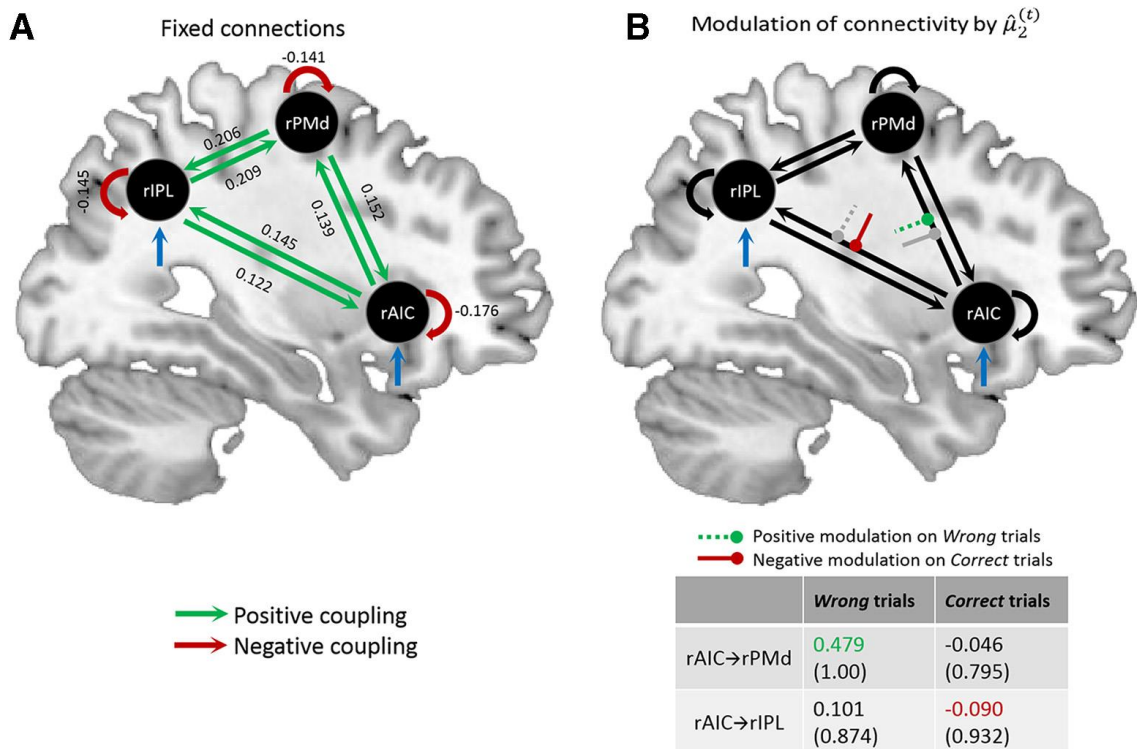 A
Fixed connections
-0.141
rPMd
0.206
0.209
-0.145
rIPL
0.152
0.139
0.145
0.122
rAIC
-0.176
Positive coupling
Negative coupling
B
Modulation of connectivity by μ̂₂⁽ᵗ⁾
rPMd
rIPL
rAIC
Positive modulation on Wrong trials
Negative modulation on Correct trials
Wrong trials Correct trials
rAIC→rPMd 0.479 -0.046
(1.00) (0.795)
rAIC→rIPL 0.101 -0.090
(0.874) (0.932)